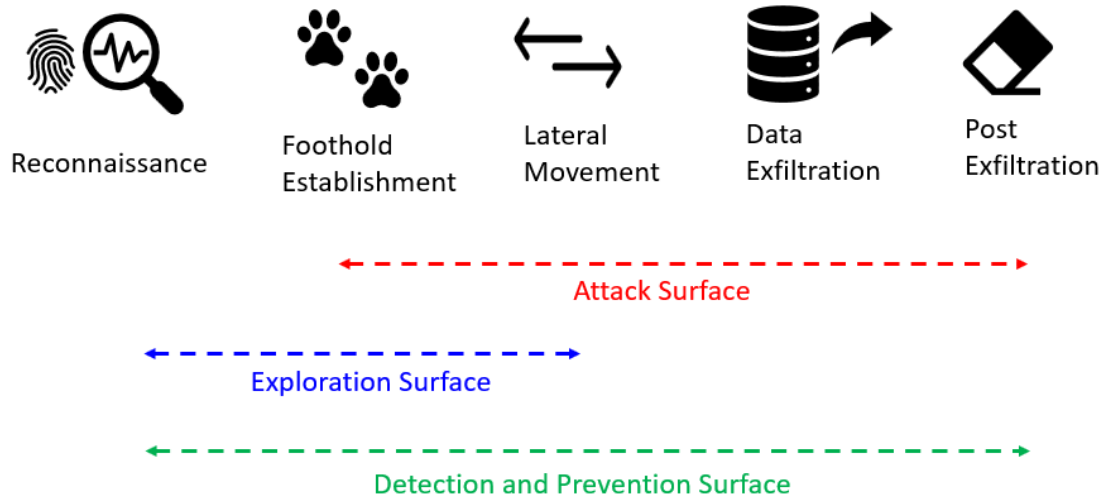 Reconnaissance
Foothold
Establishment
Lateral
Movement
Data
Exfiltration
Post
Exfiltration
Attack Surface
Exploration Surface
Detection and Prevention Surface